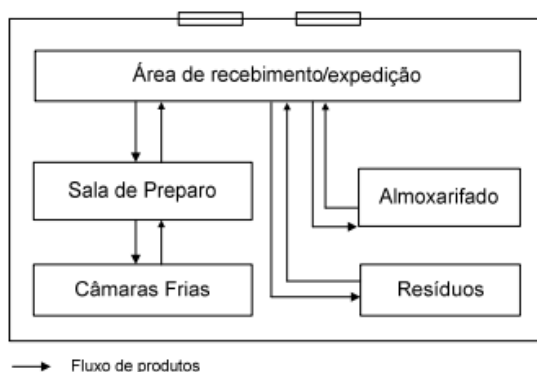 Área de recebimento/expedição
Sala de Preparo
Almoxarifado
Câmaras Frias
Resíduos
Fluxo de produtos